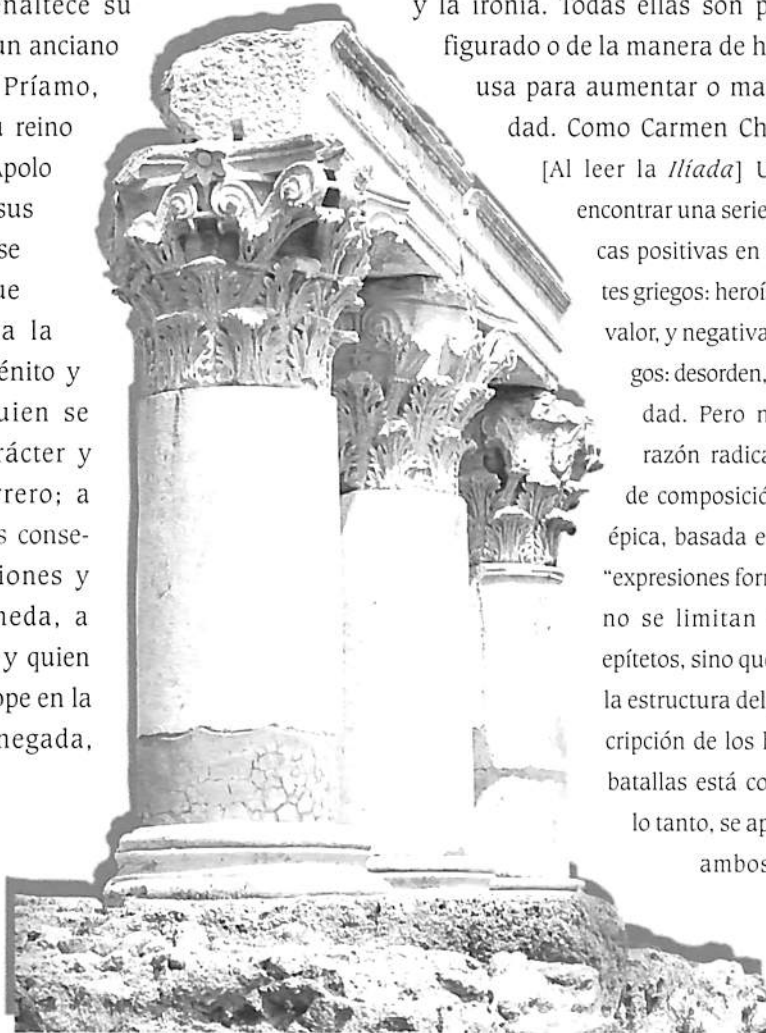 enaltece su
un anciano
Príamo,
reino
polo
sus
se
ue
a la
énito y
uien se
rácter y
rrero; a
s conse-
iones y
neda, a
y quien
ope en la
negada,
y la ironía. Todas ellas son p
figurado o de la manera de h
usa para aumentar o ma
dad. Como Carmen Ch
[Al leer la Ilíada] U
encontrar una serie
cas positivas en
tes griegos: heroí
valor, y negativa
gos: desorden,
dad. Pero n
razón radica
de composició
épica, basada e
“expresiones forn
no se limitan
epítetos, sino que
la estructura del
cripción de los h
batallas está co
lo tanto, se ap
ambos